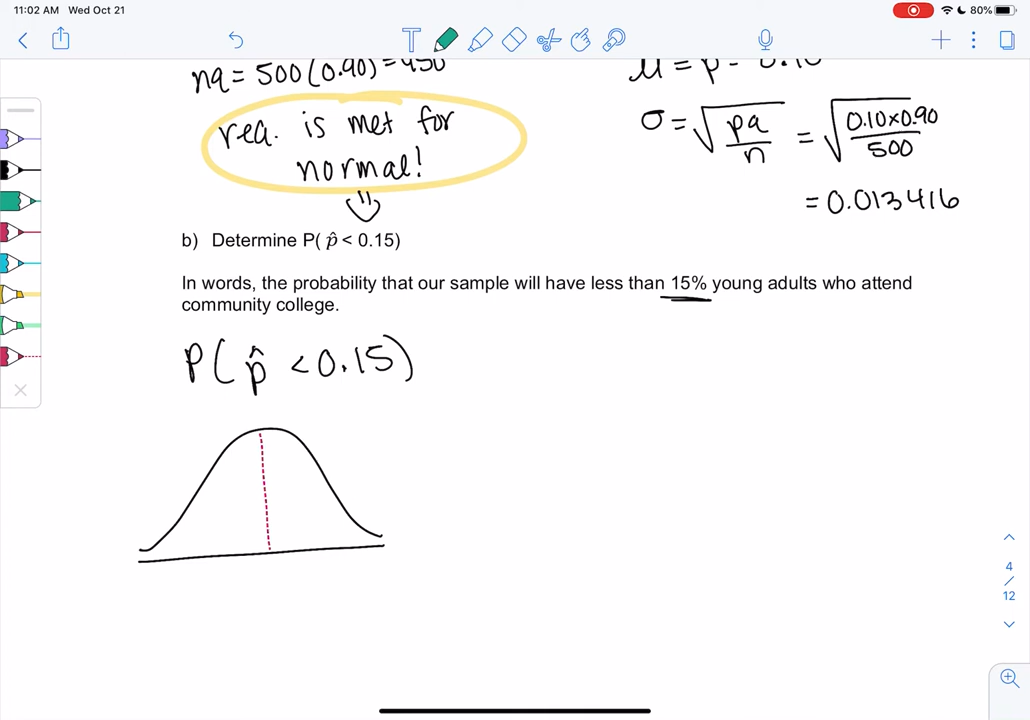 11:02 AM Wed Oct 21
80%
T
nq = 500(0.90) = 450
req. is met for
normal!
μ = p = 0.10
σ = √pq/n = √0.10×0.90/500
= 0.013416
b) Determine P( p̂ < 0.15)
In words, the probability that our sample will have less than 15% young adults who attend
community college.
P(p̂ < 0.15)
4
/
12